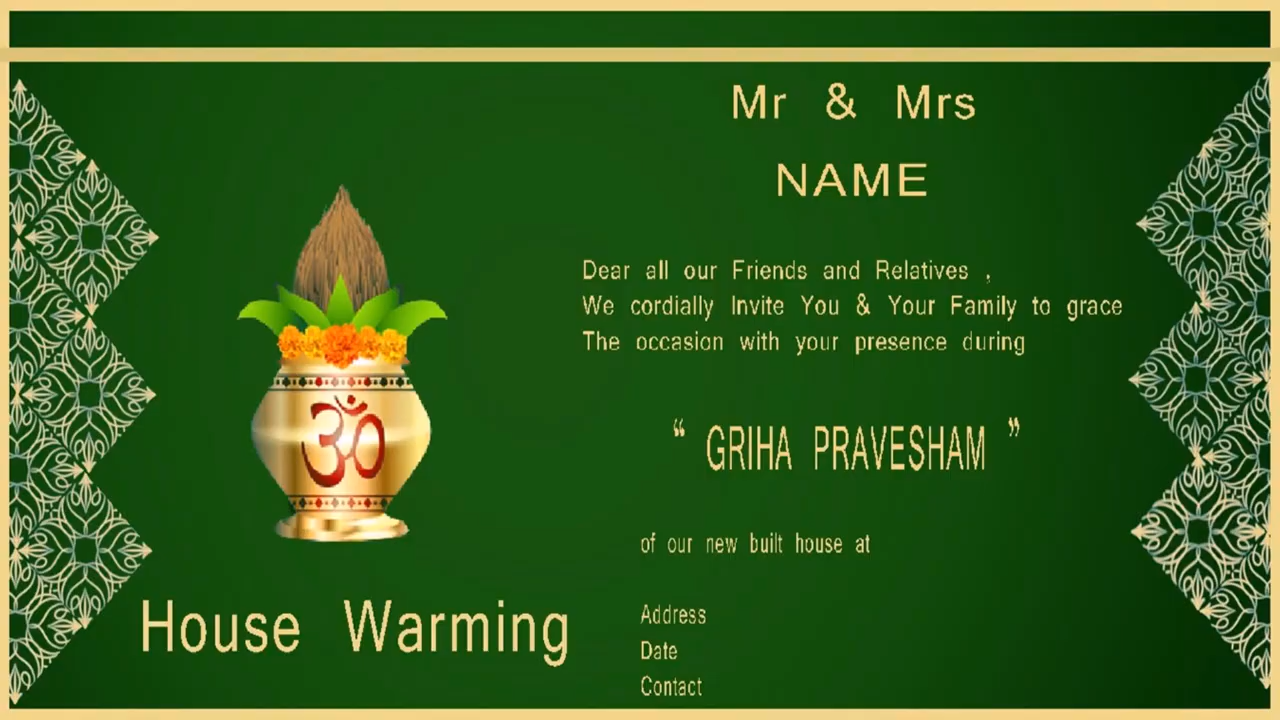 Mr & Mrs
NAME
Dear all our Friends and Relatives ,
We cordially Invite You & Your Family to grace
The occasion with your presence during
“ GRIHA PRAVESHAM ”
of our new built house at
Address
Date
Contact
ॐ
House Warming